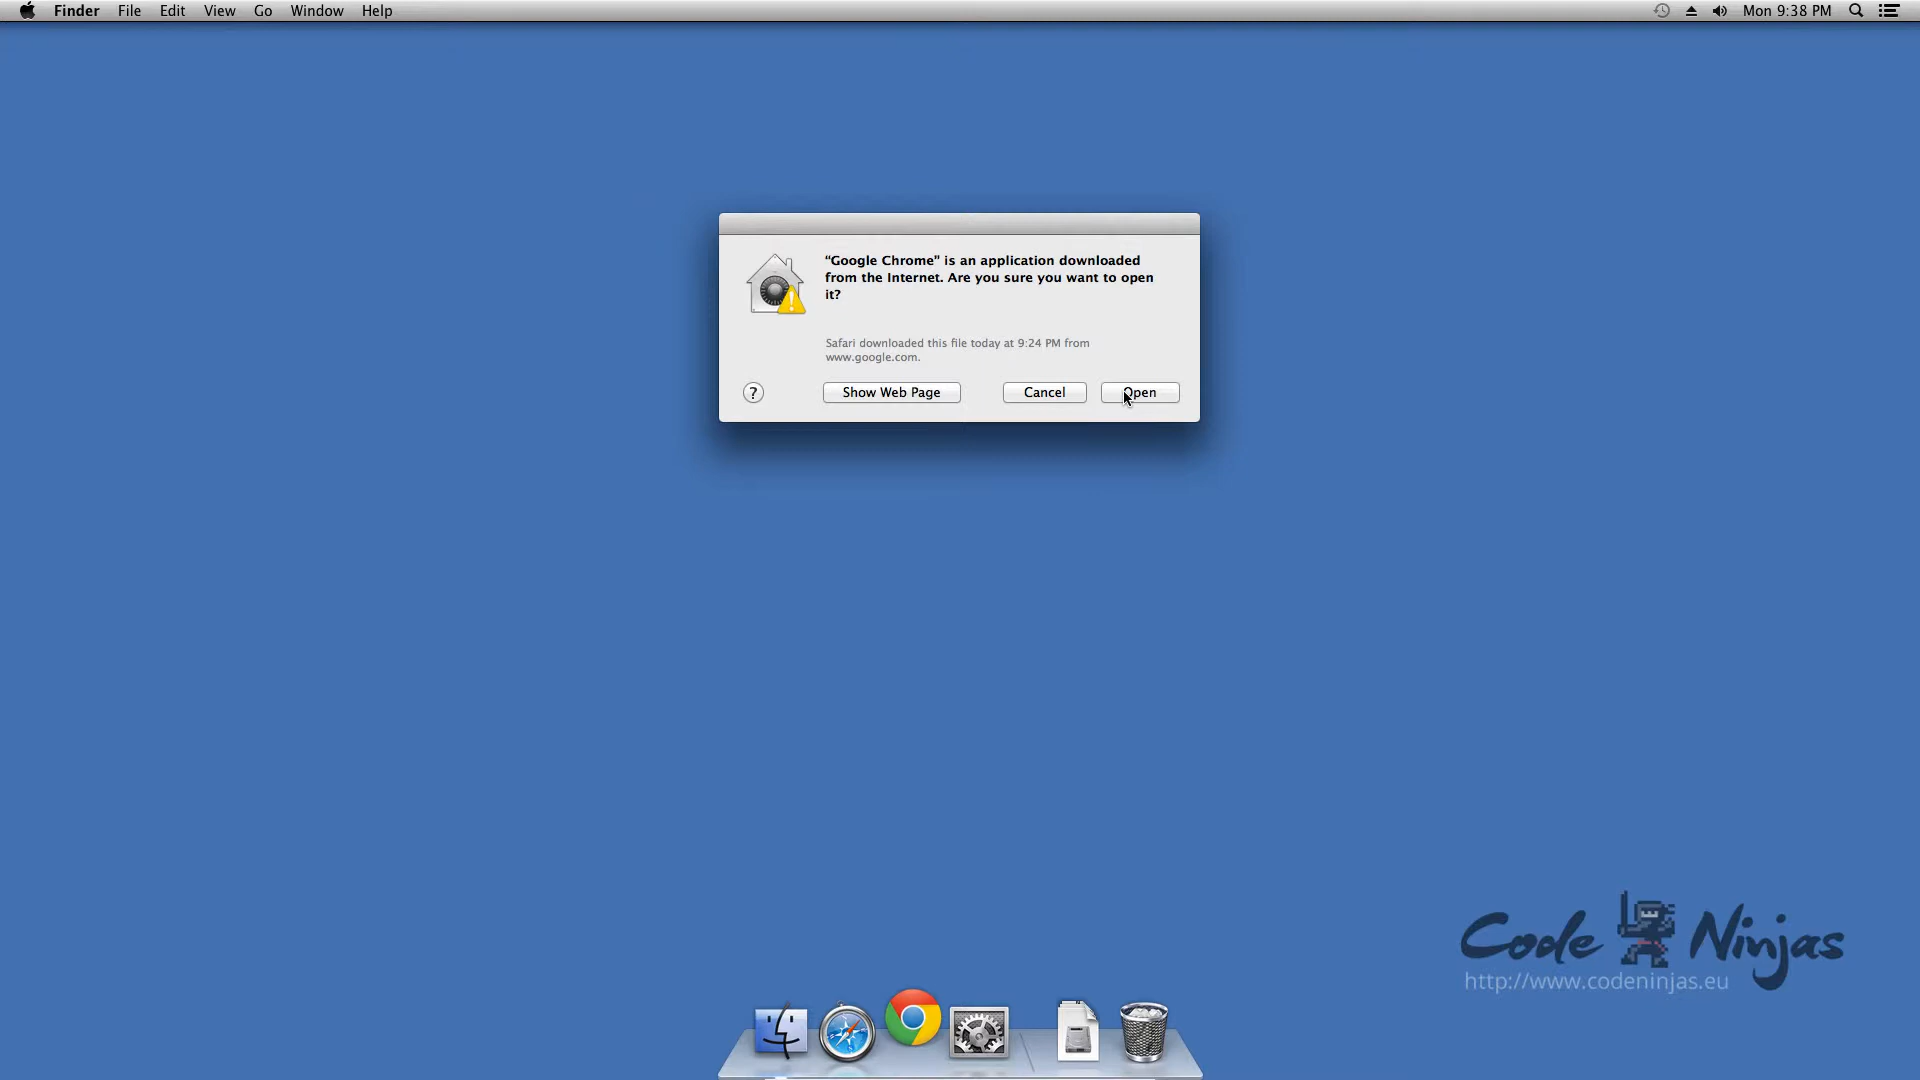 Finder File Edit View Go Window Help Mon 9:38 PM
“Google Chrome” is an application downloaded
from the Internet. Are you sure you want to open
it?
Safari downloaded this file today at 9:24 PM from
www.google.com.
? Show Web Page Cancel Open
Code Ninjas
http://www.codeninjas.eu